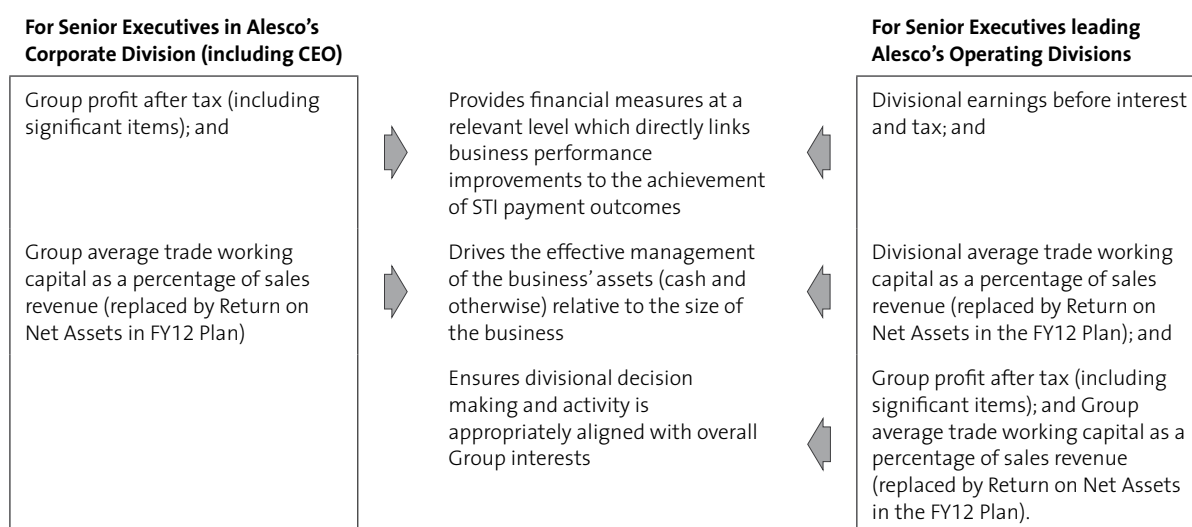 For Senior Executives in Alesco's
Corporate Division (including CEO)
For Senior Executives leading
Alesco's Operating Divisions
Group profit after tax (including
significant items); and
Provides financial measures at a
relevant level which directly links
business performance
improvements to the achievement
of STI payment outcomes
Divisional earnings before interest
and tax; and
Group average trade working
capital as a percentage of sales
revenue (replaced by Return on
Net Assets in FY12 Plan)
Drives the effective management
of the business' assets (cash and
otherwise) relative to the size of
the business
Divisional average trade working
capital as a percentage of sales
revenue (replaced by Return on
Net Assets in the FY12 Plan); and
Ensures divisional decision
making and activity is
appropriately aligned with overall
Group interests
Group profit after tax (including
significant items); and Group
average trade working capital as a
percentage of sales revenue
(replaced by Return on Net Assets
in the FY12 Plan).